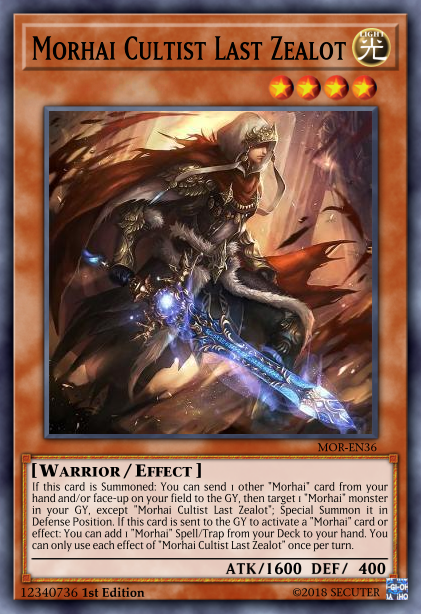 MORHAI CULTIST LAST ZEALOT
LIGHT
光
MOR-EN36
[WARRIOR/EFFECT]
If this card is Summoned: You can send 1 other "Morhai" card from your
hand and/or face-up on your field to the GY, then target 1 "Morhai" monster
in your GY, except "Morhai Cultist Last Zealot"; Special Summon it in
Defense Position. If this card is sent to the GY to activate a "Morhai" card or
effect: You can add 1 "Morhai" Spell/Trap from your Deck to your hand. You
can only use each effect of "Morhai Cultist Last Zealot" once per turn.
ATK/1600 DEF/ 400
12340736 1st Edition
©2018 SECUTER